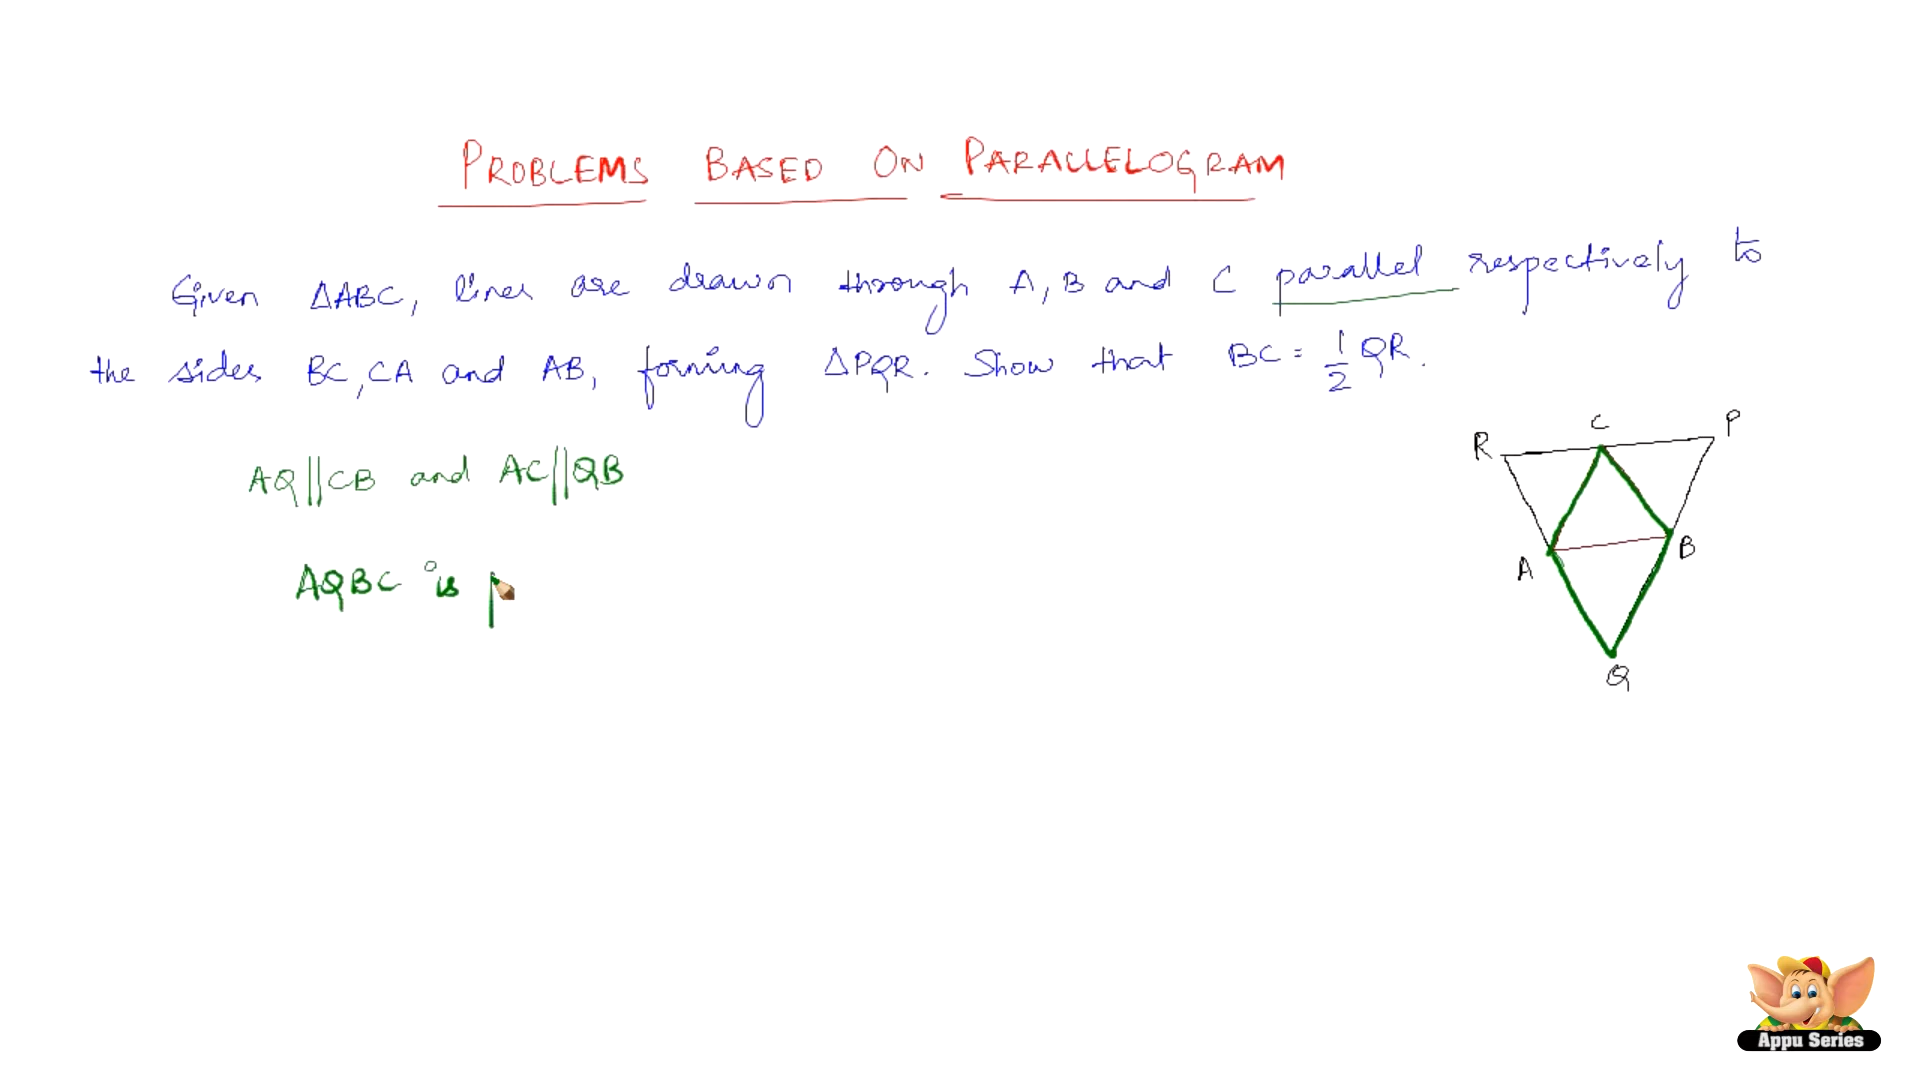 PROBLEMS BASED ON PARALLELOGRAM
Given ΔABC, lines are drawn through A, B and C parallel respectively to
the sides BC, CA and AB, forming ΔPQR. Show that BC = 1/2 QR.
AQ||CB and AC||QB
AQBC is p
R C P
A B
Q
Appu Series